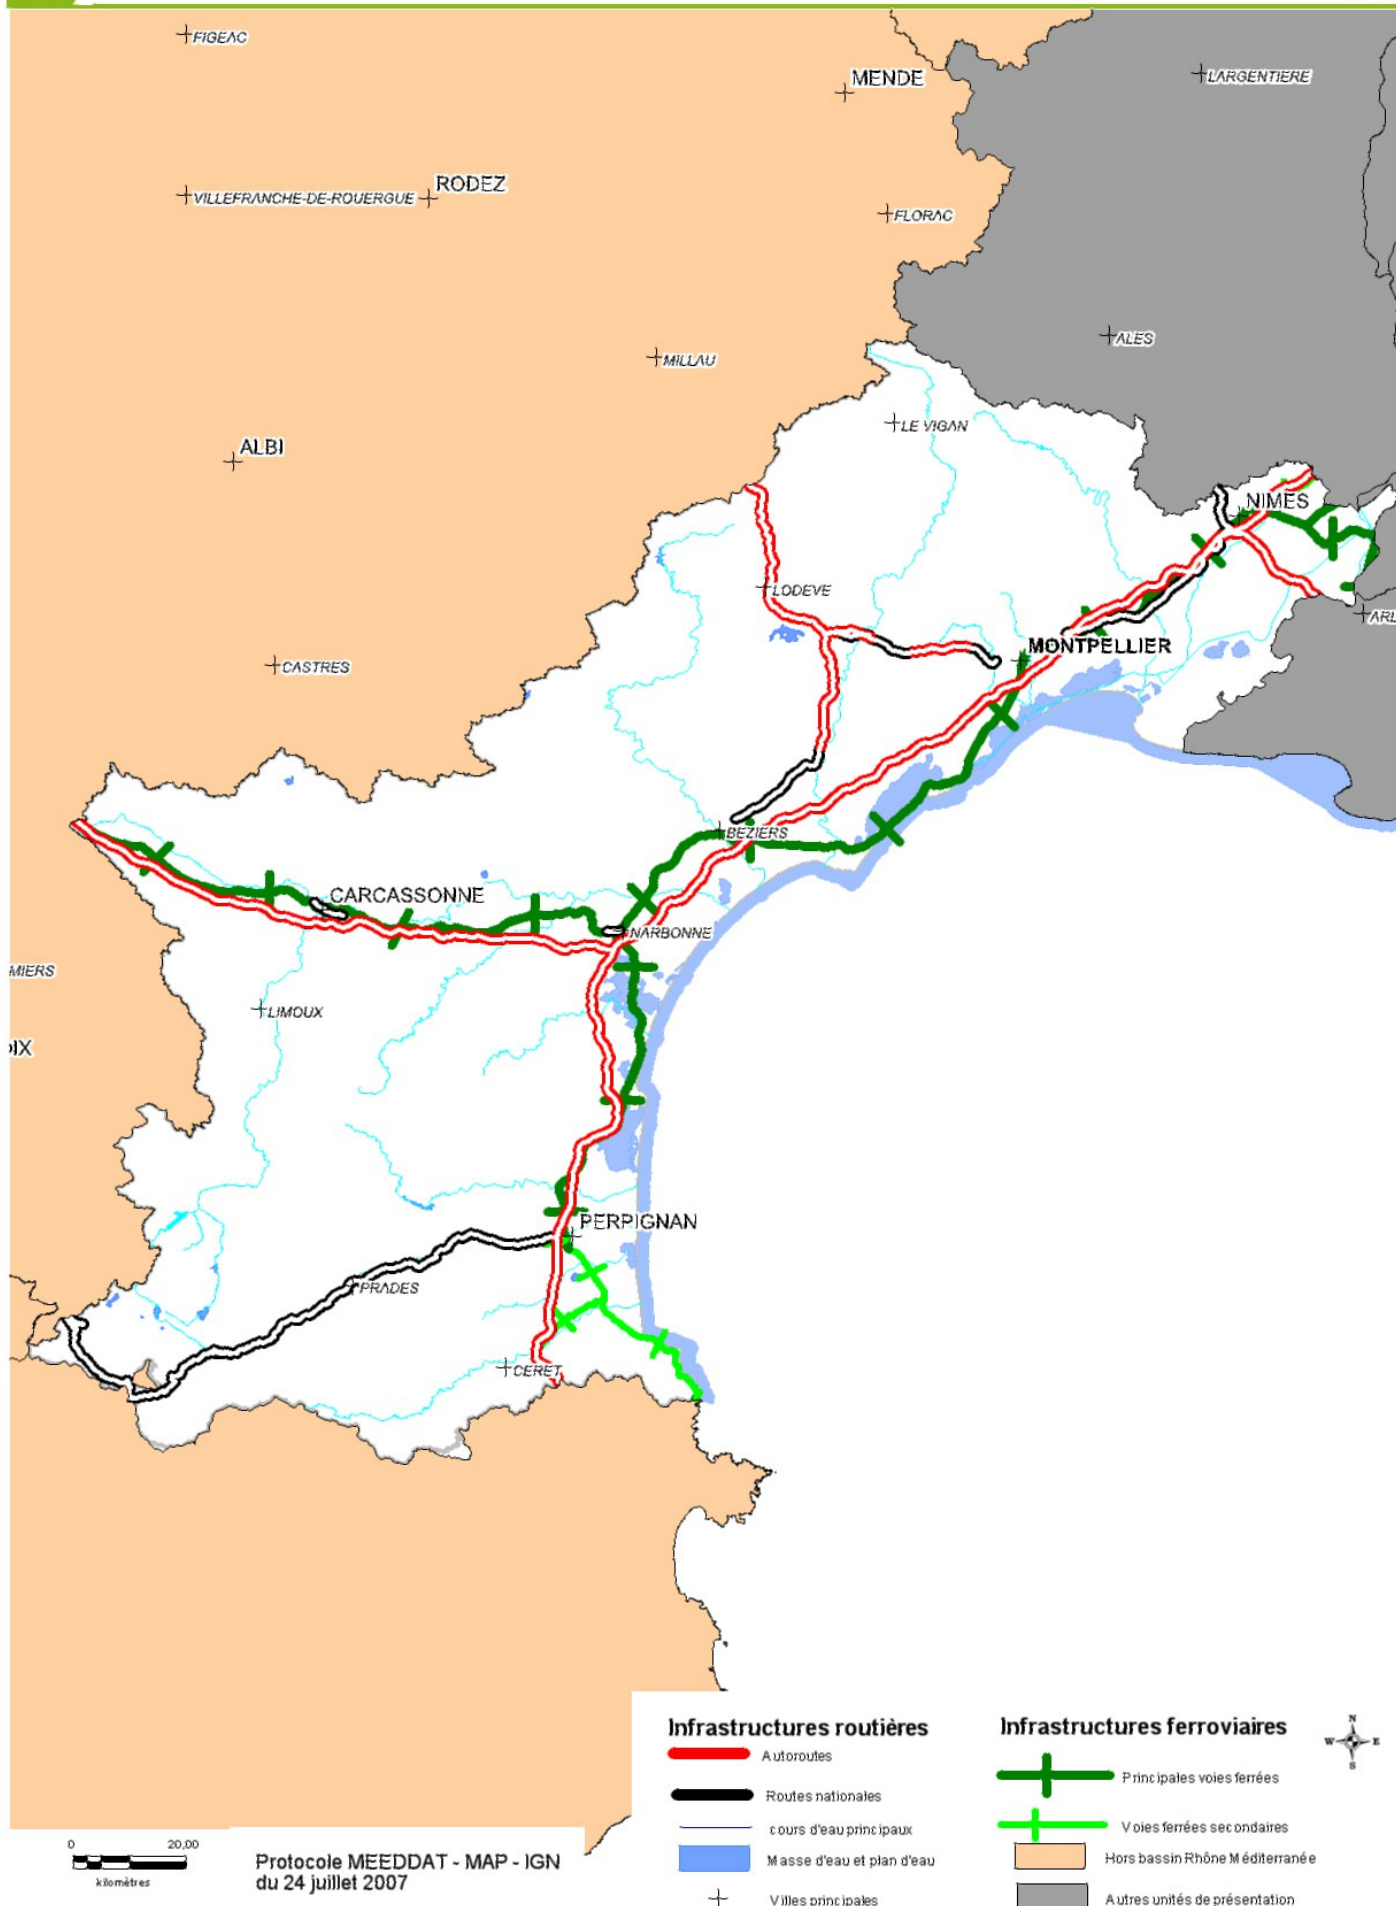 FIGEAC
MENDE
LARGENTIERE
VILLEFRANCHE-DE-ROUERGUE
RODEZ
FLORAC
ALES
MILLAU
LE VIGAN
ALBI
NIMES
LODEVE
ARL
CASTRES
MONTPELLIER
BEZIERS
CARCASSONNE
NARBONNE
MIERS
LIMOUX
IX
PERPIGNAN
PRADES
CERET
Infrastructures routières
Autoroutes
Routes nationales
cours d'eau principaux
Masse d'eau et plan d'eau
Villes principales
Infrastructures ferroviaires
Principales voies ferrées
Voies ferrées secondaires
Hors bassin Rhône Méditerranée
Autres unités de présentation
N
W E
S
0 20,00
kilomètres
Protocole MEEDDAT - MAP - IGN
du 24 juillet 2007